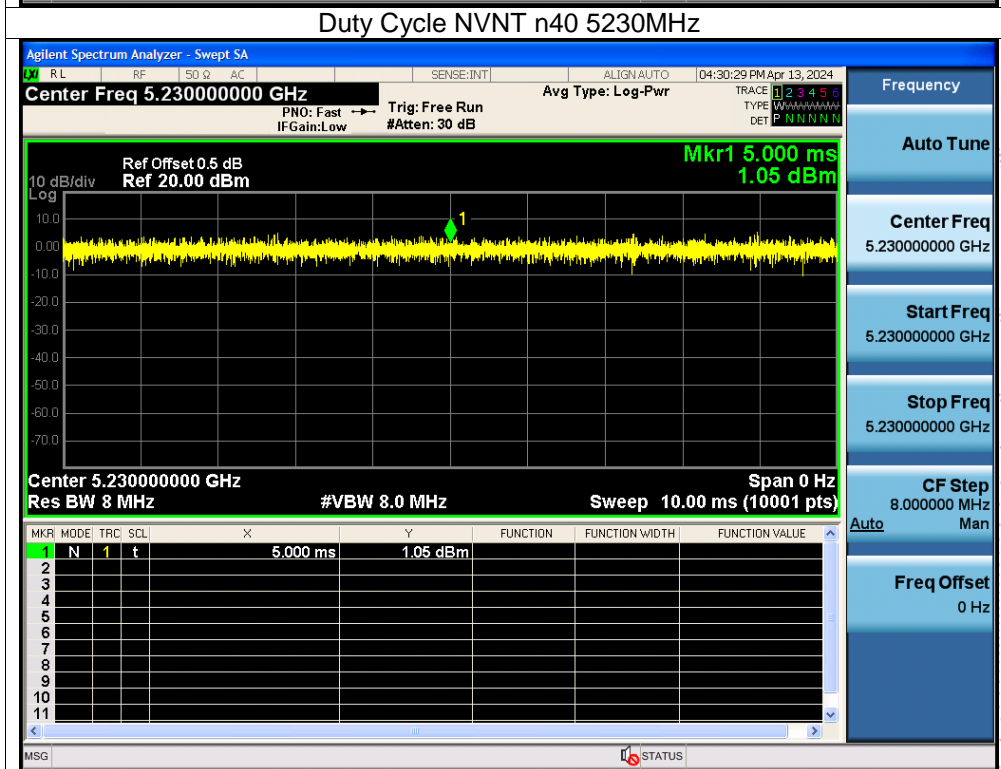 Duty Cycle NVNT n40 5230MHz
Agilent Spectrum Analyzer - Swept SA
LXI RL RF 50 Ω AC SENSE:INT ALIGN AUTO 04:30:29 PM Apr 13, 2024
Center Freq 5.230000000 GHz Avg Type: Log-Pwr TRACE 1 2 3 4 5 6
PNO: Fast Trig: Free Run TYPE WWWWWW
IFGain:Low #Atten: 30 dB DET P N N N N N
Frequency
Auto Tune
Center Freq
5.230000000 GHz
Start Freq
5.230000000 GHz
Stop Freq
5.230000000 GHz
CF Step
8.000000 MHz
Auto Man
Freq Offset
0 Hz
Mkr1 5.000 ms
1.05 dBm
Ref Offset 0.5 dB
10 dB/div Ref 20.00 dBm
Log
10.0
1
0.00
-10.0
-20.0
-30.0
-40.0
-50.0
-60.0
-70.0
Center 5.230000000 GHz Span 0 Hz
Res BW 8 MHz #VBW 8.0 MHz Sweep 10.00 ms (10001 pts)
MKR MODE TRC SCL X Y FUNCTION FUNCTION WIDTH FUNCTION VALUE
1 N 1 t 5.000 ms 1.05 dBm
2
3
4
5
6
7
8
9
10
11
MSG STATUS